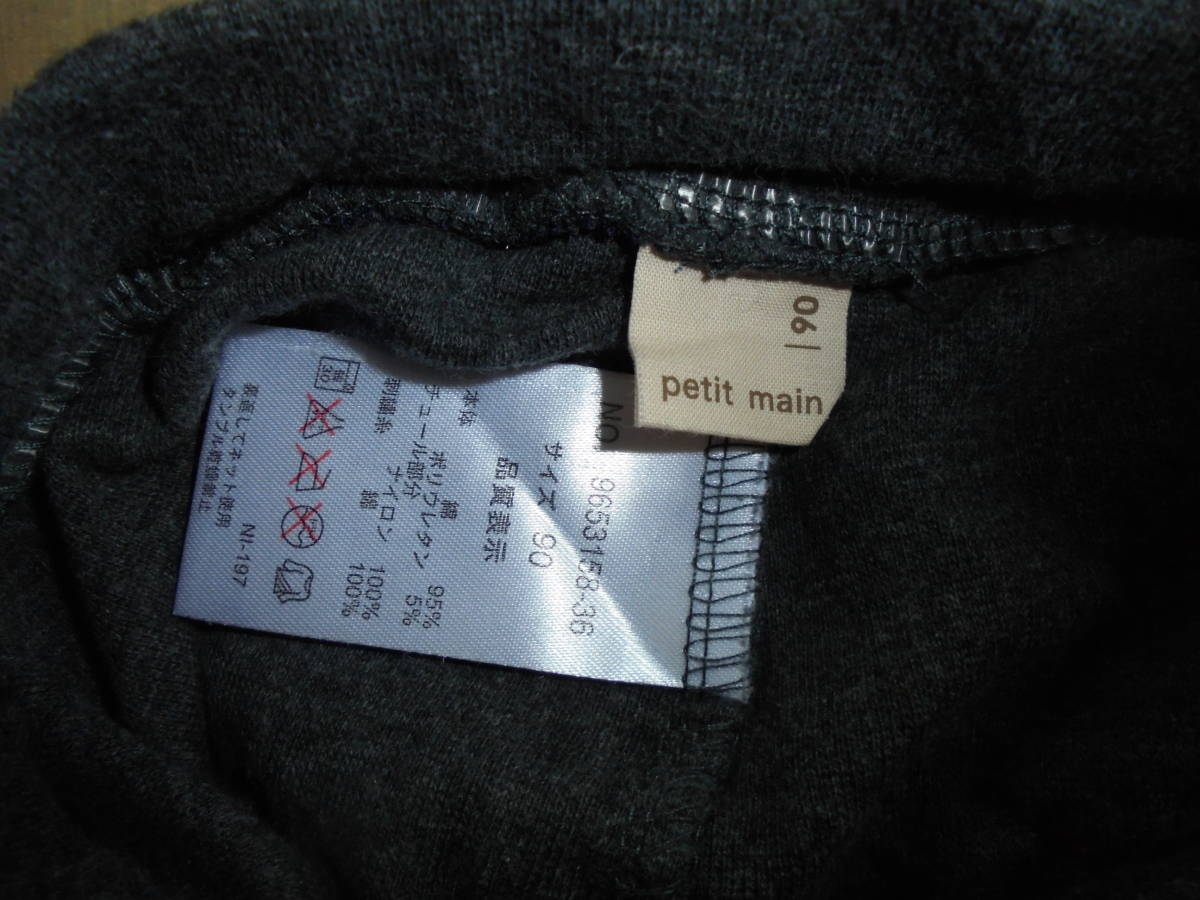 90
petit main
NO. 9653158-36
サイズ 90
品質表示
本体
綿 95%
ポリウレタン 5%
チュール部分
ナイロン 100%
刺繍糸 綿 100%
30
裏返してネット使用
タンブル乾燥禁止
NI-197